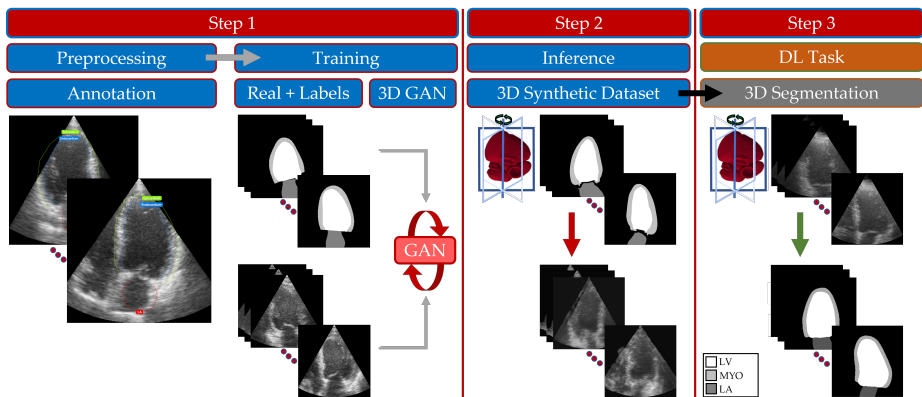 Step 1
Step 2
Step 3
Preprocessing
Training
Inference
DL Task
Annotation
Real + Labels
3D GAN
3D Synthetic Dataset
3D Segmentation
GAN
LV
MYO
LA